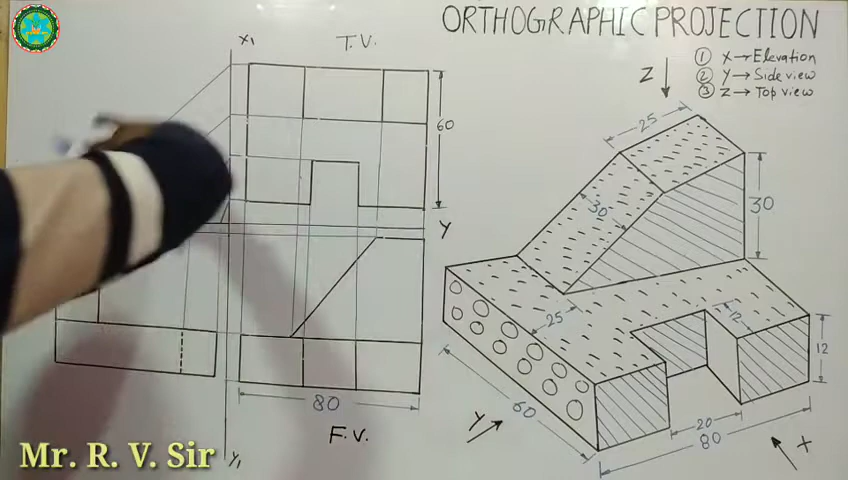 ORTHOGRAPHIC PROJECTION
① X→Elevation
② Y→Side view
③ Z→Top view
Z
X₁
T.V.
60
Y
25
30
30
25
12
12
60
20
80
Y
X
80
F.V.
Y₁
Mr. R. V. Sir